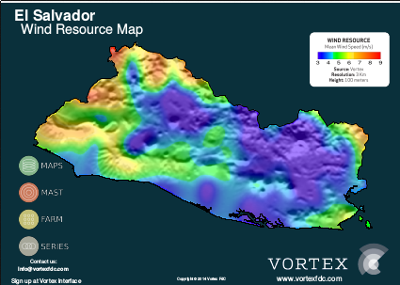 El Salvador
Wind Resource Map
WIND RESOURCE
Mean Wind Speed (m/s)
3 4 5 6 7 8 9
Source: Vortex
Resolution: 3 Km
Height: 100 meters
MAPS
MAST
FARM
SERIES
Contact us:
info@vortexfdc.com
Sign up at Vortex Interface
Copyright © 2014 Vortex FDC
VORTEX
www.vortexfdc.com